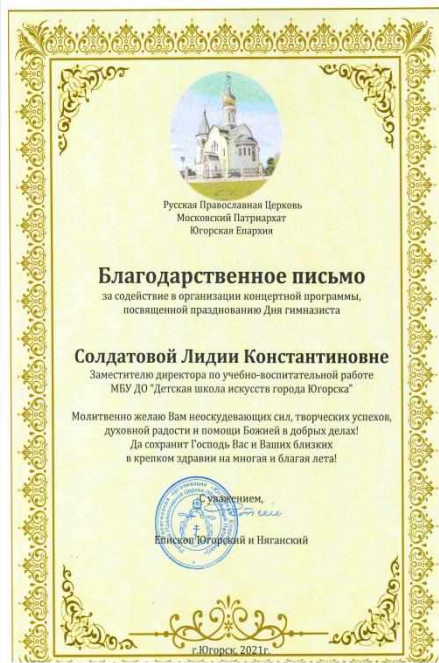 Русская Православная Церковь
Московский Патриархат
Югорская Епархия
Благодарственное письмо
за содействие в организации концертной программы,
посвященной празднованию Дня гимназиста
Солдатовой Лидии Константиновне
Заместителю директора по учебно-воспитательной работе
МБУ ДО "Детская школа искусств города Югорска"
Молитвенно желаю Вам неоскудевающих сил, творческих успехов,
духовной радости и помощи Божией в добрых делах!
Да сохранит Господь Вас и Ваших близких
в крепком здравии на многая и благая лета!
С уважением,
Епископ Югорский и Няганский
г.Югорск, 2021г.